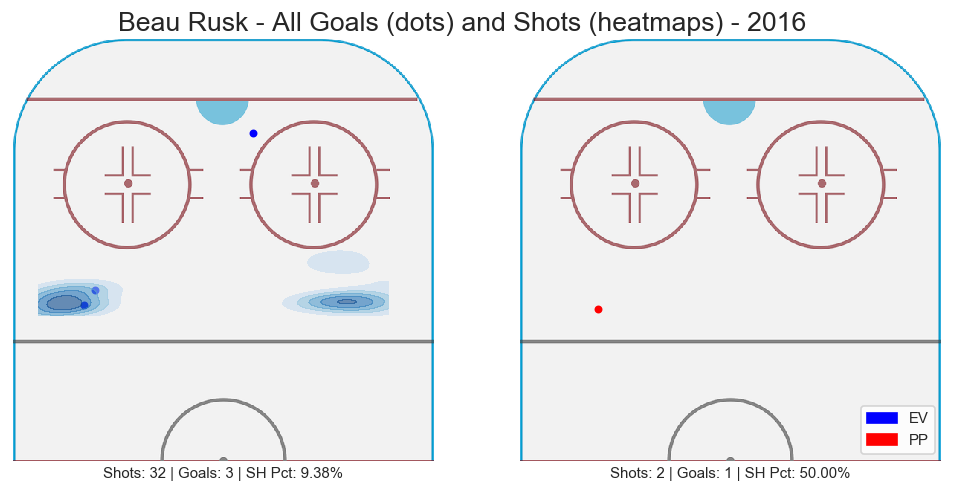 Beau Rusk - All Goals (dots) and Shots (heatmaps) - 2016
EV
PP
Shots: 32 | Goals: 3 | SH Pct: 9.38%
Shots: 2 | Goals: 1 | SH Pct: 50.00%